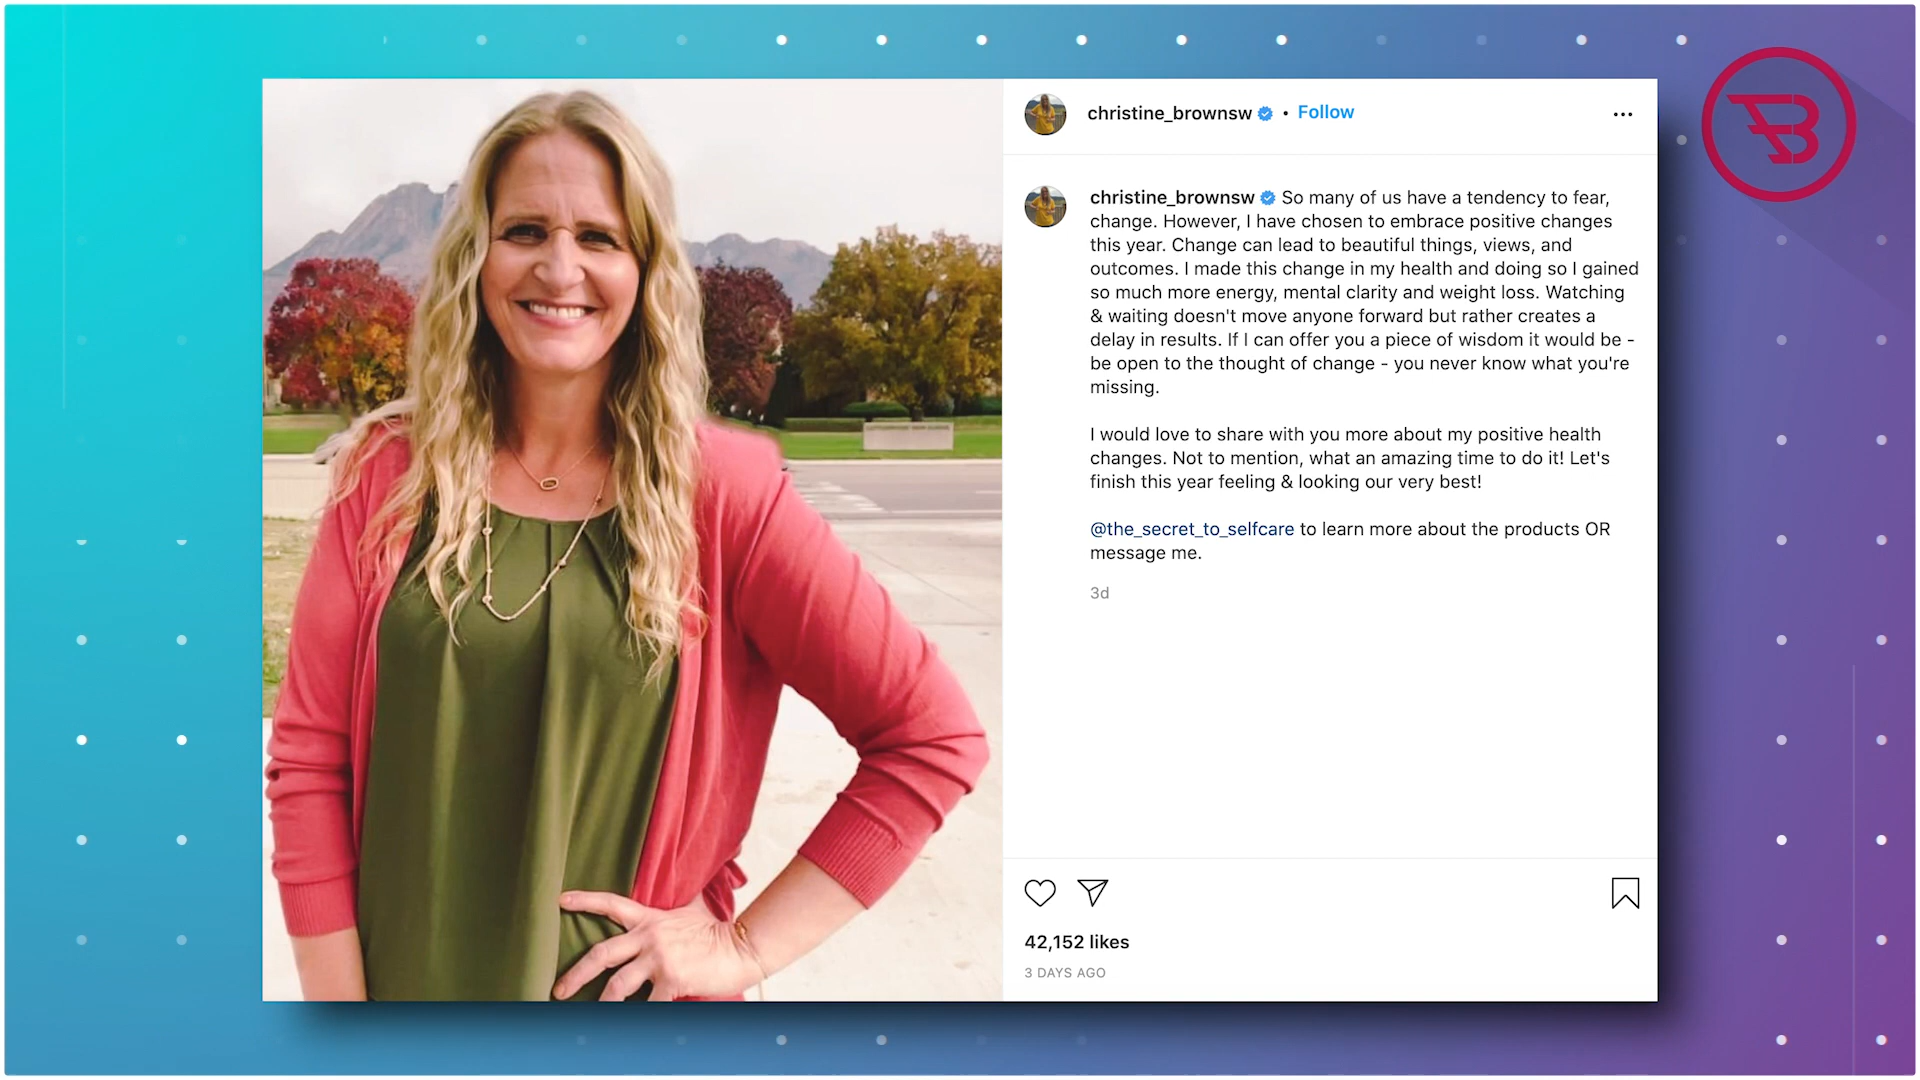 christine_brownsw • Follow
christine_brownsw So many of us have a tendency to fear,
change. However, I have chosen to embrace positive changes
this year. Change can lead to beautiful things, views, and
outcomes. I made this change in my health and doing so I gained
so much more energy, mental clarity and weight loss. Watching
& waiting doesn't move anyone forward but rather creates a
delay in results. If I can offer you a piece of wisdom it would be -
be open to the thought of change - you never know what you're
missing.
I would love to share with you more about my positive health
changes. Not to mention, what an amazing time to do it! Let's
finish this year feeling & looking our very best!
@the_secret_to_selfcare to learn more about the products OR
message me.
3d
42,152 likes
3 DAYS AGO